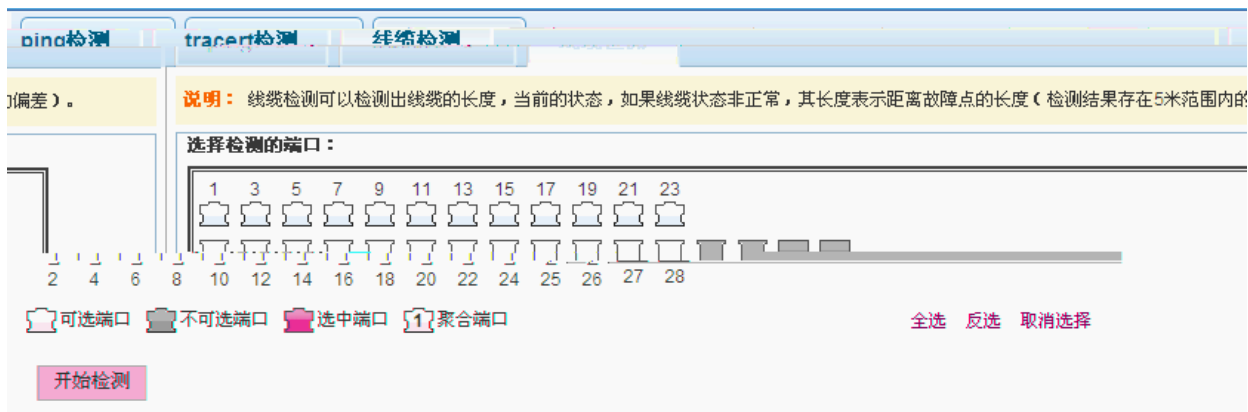 ping检测 tracert检测 线缆检测
说明： 线缆检测可以检测出线缆的长度，当前的状态，如果线缆状态非正常，其长度表示距离故障点的长度（检测结果存在5米范围内的
偏差）。
选择检测的端口：
1 3 5 7 9 11 13 15 17 19 21 23
2 4 6 8 10 12 14 16 18 20 22 24 25 26 27 28
可选端口 不可选端口 选中端口 1 聚合端口 全选 反选 取消选择
开始检测